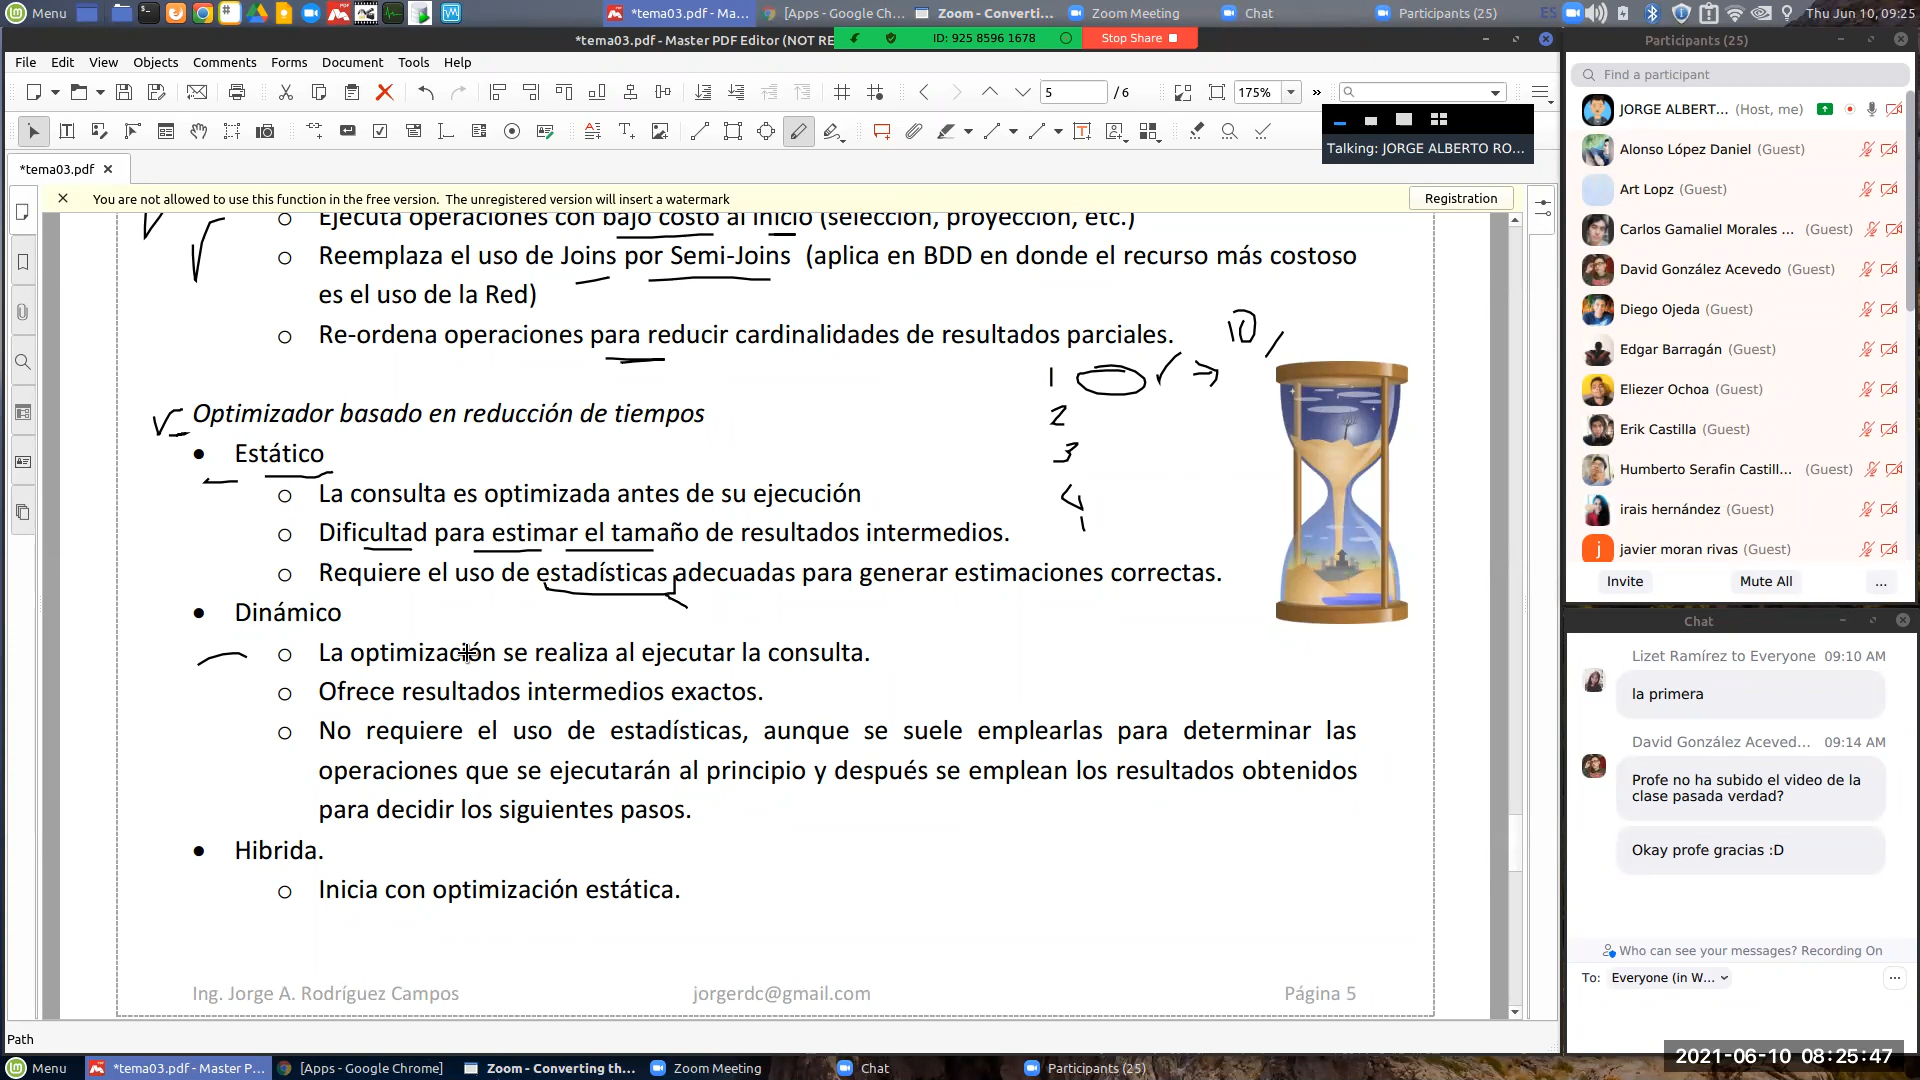 Menu
*tema03.pdf - Ma...
[Apps - Google Ch...
Zoom - Converti...
Zoom Meeting
Chat
Participants (25)
ES
Thu Jun 10, 09:25
*tema03.pdf - Master PDF Editor (NOT RE
ID: 925 8596 1678
Stop Share
Participants (25)
File Edit View Objects Comments Forms Document Tools Help
Find a participant
5 / 6
175%
JORGE ALBERT... (Host, me)
Talking: JORGE ALBERTO RO...
Alonso López Daniel (Guest)
*tema03.pdf
Art Lopz (Guest)
You are not allowed to use this function in the free version. The unregistered version will insert a watermark
Registration
Carlos Gamaliel Morales ... (Guest)
David González Acevedo (Guest)
Diego Ojeda (Guest)
Edgar Barragán (Guest)
Eliezer Ochoa (Guest)
Erik Castilla (Guest)
Humberto Serafin Castill... (Guest)
irais hernández (Guest)
j javier moran rivas (Guest)
Invite Mute All ...
o Ejecuta operaciones con bajo costo al inicio (selección, proyección, etc.)
o Reemplaza el uso de Joins por Semi-Joins (aplica en BDD en donde el recurso más costoso
es el uso de la Red)
o Re-ordena operaciones para reducir cardinalidades de resultados parciales.
10
1
2
3
4
Optimizador basado en reducción de tiempos
• Estático
o La consulta es optimizada antes de su ejecución
o Dificultad para estimar el tamaño de resultados intermedios.
o Requiere el uso de estadísticas adecuadas para generar estimaciones correctas.
• Dinámico
o La optimización se realiza al ejecutar la consulta.
o Ofrece resultados intermedios exactos.
o No requiere el uso de estadísticas, aunque se suele emplearlas para determinar las
operaciones que se ejecutarán al principio y después se emplean los resultados obtenidos
para decidir los siguientes pasos.
• Hibrida.
o Inicia con optimización estática.
Ing. Jorge A. Rodríguez Campos
jorgerdc@gmail.com
Página 5
Path
Chat
Lizet Ramírez to Everyone 09:10 AM
la primera
David González Aceved... 09:14 AM
Profe no ha subido el video de la
clase pasada verdad?
Okay profe gracias :D
Who can see your messages? Recording On
To: Everyone (in W...
2021-06-10 08:25:47
Menu
*tema03.pdf - Master P...
[Apps - Google Chrome]
Zoom - Converting th...
Zoom Meeting
Chat
Participants (25)